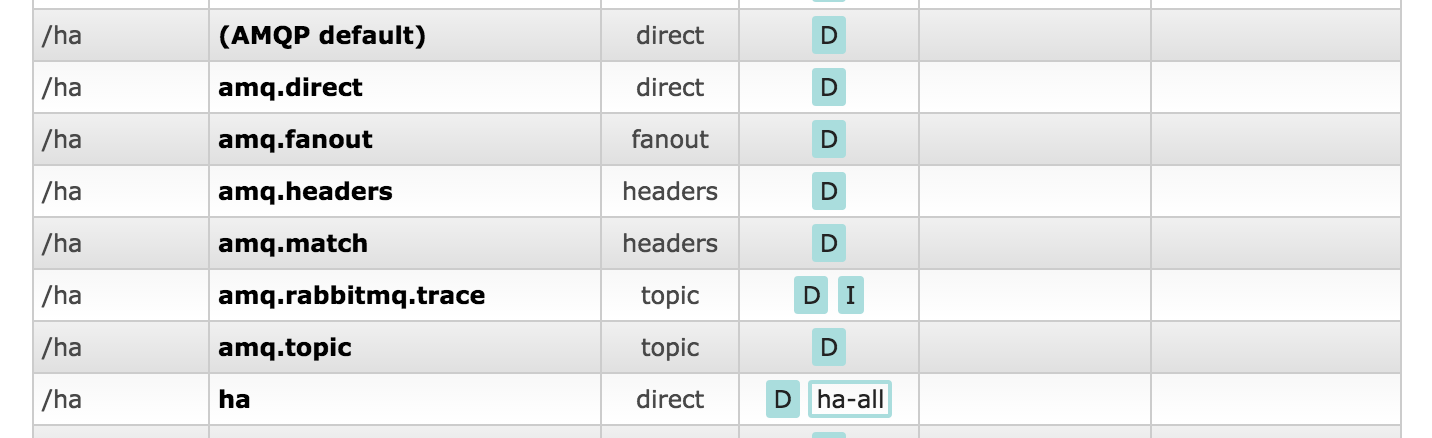 /ha (AMQP default) direct D
/ha amq.direct direct D
/ha amq.fanout fanout D
/ha amq.headers headers D
/ha amq.match headers D
/ha amq.rabbitmq.trace topic D I
/ha amq.topic topic D
/ha ha direct D ha-all